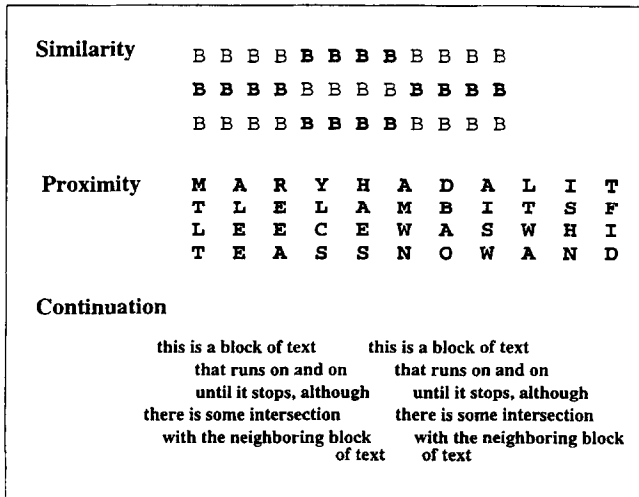 Similarity B B B B B B B B B B B B
B B B B B B B B B B B B
B B B B B B B B B B B B
Proximity M A R Y H A D A L I T
T L E L A M B I T S F
L E E C E W A S W H I
T E A S S N O W A N D
Continuation
this is a block of text this is a block of text
that runs on and on that runs on and on
until it stops, although until it stops, although
there is some intersection there is some intersection
with the neighboring block with the neighboring block
of text of text